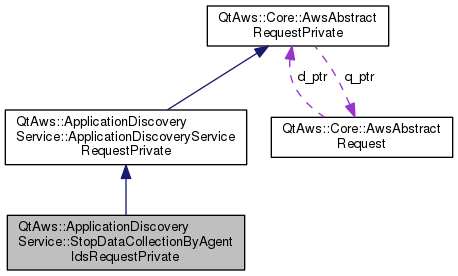 QtAws::Core::AwsAbstract
RequestPrivate
d_ptr
q_ptr
QtAws::ApplicationDiscovery
Service::ApplicationDiscoveryService
RequestPrivate
QtAws::Core::AwsAbstract
Request
QtAws::ApplicationDiscovery
Service::StopDataCollectionByAgent
IdsRequestPrivate